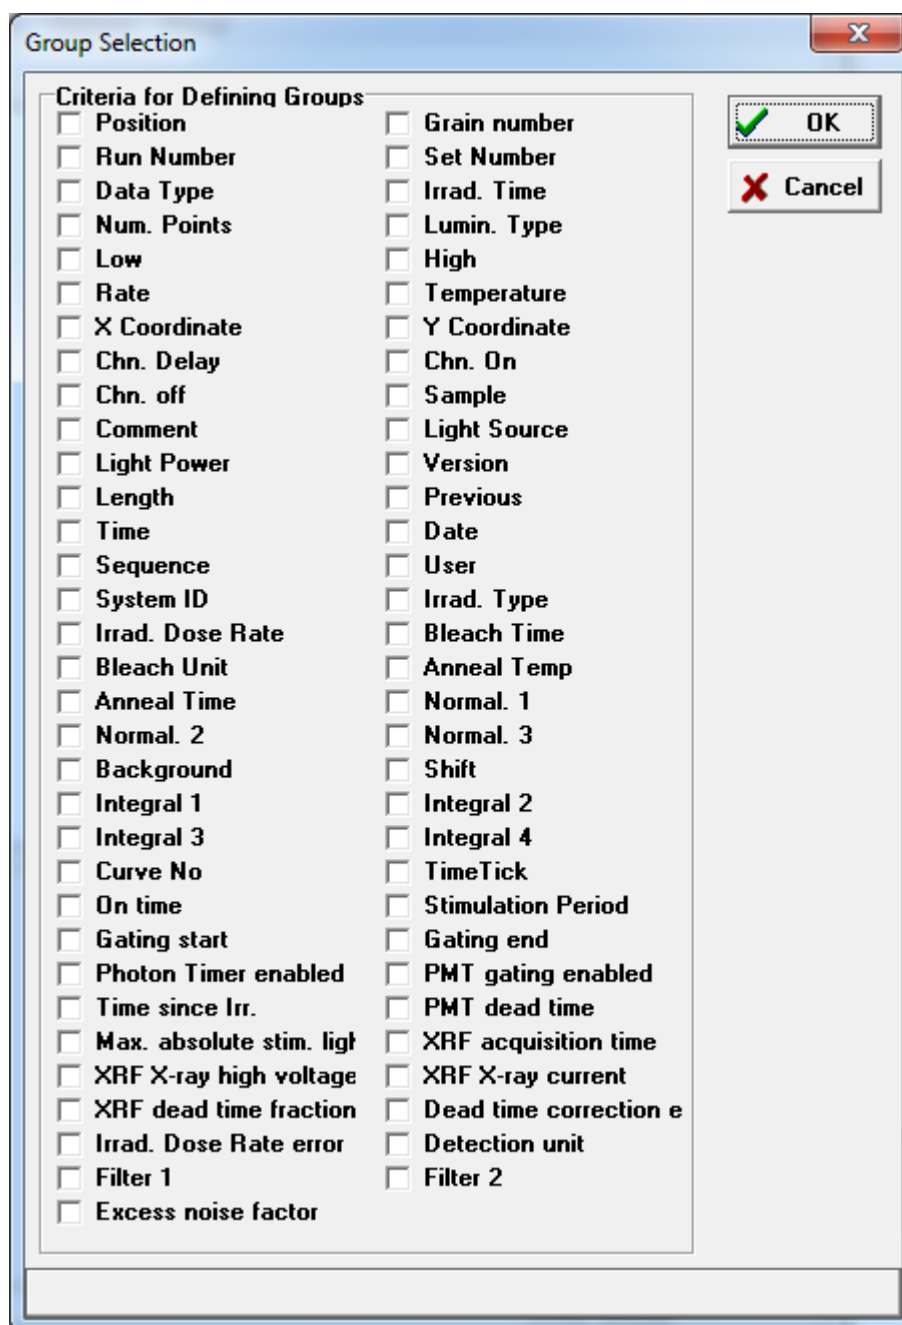 Group Selection
Criteria for Defining Groups
Position Grain number
Run Number Set Number
Data Type Irrad. Time
Num. Points Lumin. Type
Low High
Rate Temperature
X Coordinate Y Coordinate
Chn. Delay Chn. On
Chn. off Sample
Comment Light Source
Light Power Version
Length Previous
Time Date
Sequence User
System ID Irrad. Type
Irrad. Dose Rate Bleach Time
Bleach Unit Anneal Temp
Anneal Time Normal. 1
Normal. 2 Normal. 3
Background Shift
Integral 1 Integral 2
Integral 3 Integral 4
Curve No TimeTick
On time Stimulation Period
Gating start Gating end
Photon Timer enabled PMT gating enabled
Time since Irr. PMT dead time
Max. absolute stim. ligh XRF acquisition time
XRF X-ray high voltage XRF X-ray current
XRF dead time fraction Dead time correction e
Irrad. Dose Rate error Detection unit
Filter 1 Filter 2
Excess noise factor
OK
Cancel